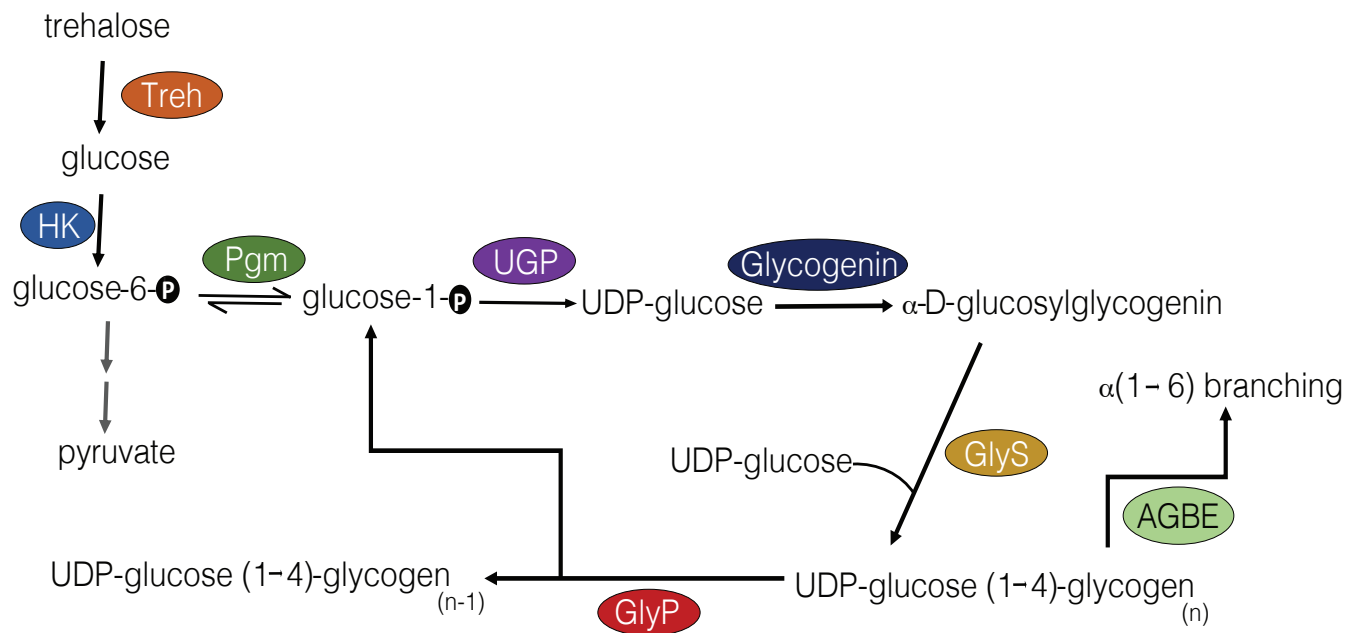 trehalose
Treh
glucose
HK
glucose-6-P
Pgm
glucose-1-P
UGP
UDP-glucose
Glycogenin
α-D-glucosylglycogenin
α(1→6) branching
pyruvate
UDP-glucose
GlyS
AGBE
UDP-glucose (1→4)-glycogen (n-1)
GlyP
UDP-glucose (1→4)-glycogen (n)